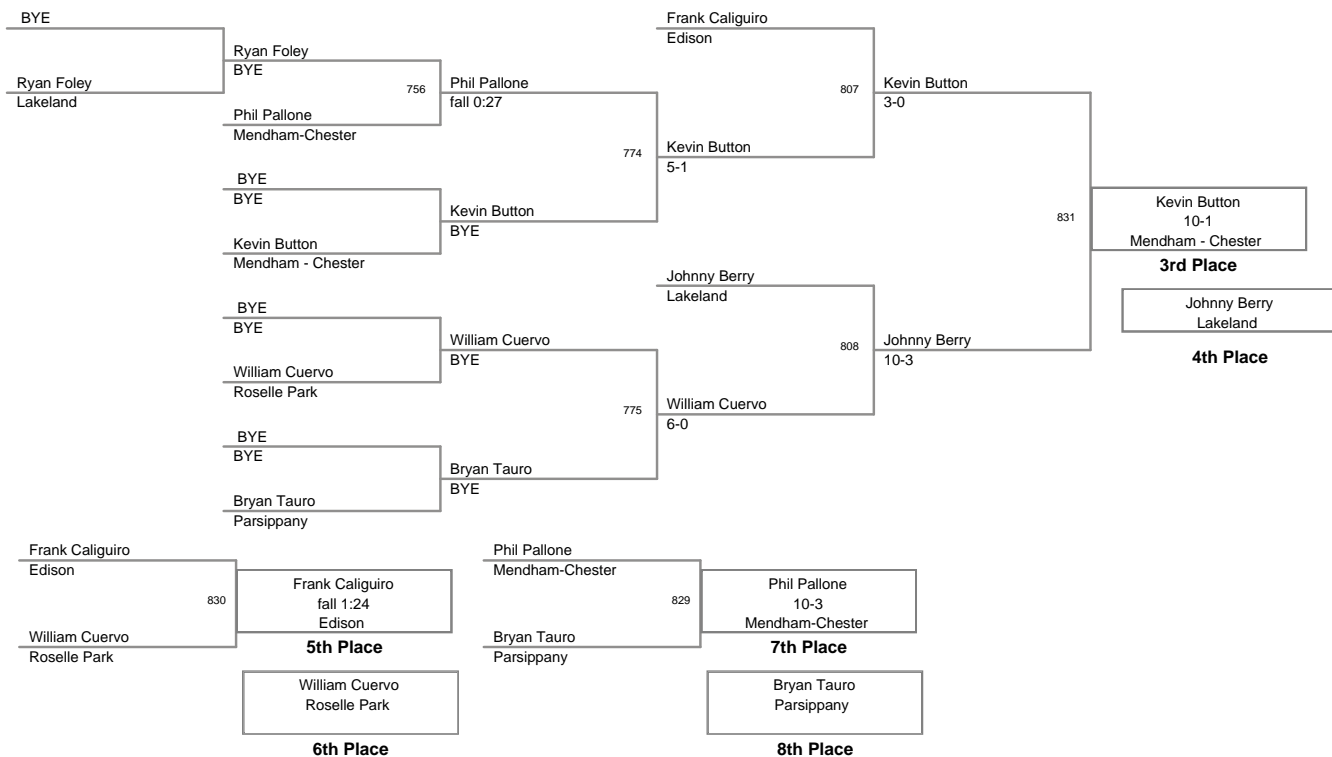 BYE
Ryan Foley
Lakeland
Ryan Foley
BYE
756
Phil Pallone
Mendham-Chester
BYE
BYE
Kevin Button
Mendham - Chester
BYE
BYE
William Cuervo
Roselle Park
BYE
BYE
Bryan Tauro
Parsippany
Phil Pallone
fall 0:27
774
Kevin Button
BYE
William Cuervo
BYE
775
Bryan Tauro
BYE
Frank Caliguiro
Edison
807
Kevin Button
5-1
Johnny Berry
Lakeland
808
William Cuervo
6-0
Kevin Button
3-0
831
Johnny Berry
10-3
Kevin Button
10-1
Mendham - Chester
3rd Place
Johnny Berry
Lakeland
4th Place
Frank Caliguiro
Edison
830
William Cuervo
Roselle Park
Frank Caliguiro
fall 1:24
Edison
5th Place
William Cuervo
Roselle Park
6th Place
Phil Pallone
Mendham-Chester
829
Bryan Tauro
Parsippany
Phil Pallone
10-3
Mendham-Chester
7th Place
Bryan Tauro
Parsippany
8th Place